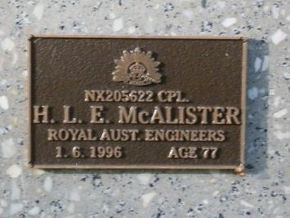 NX205622 CPL.
H. L. E. McALISTER
ROYAL AUST. ENGINEERS
1. 6. 1996 AGE 77